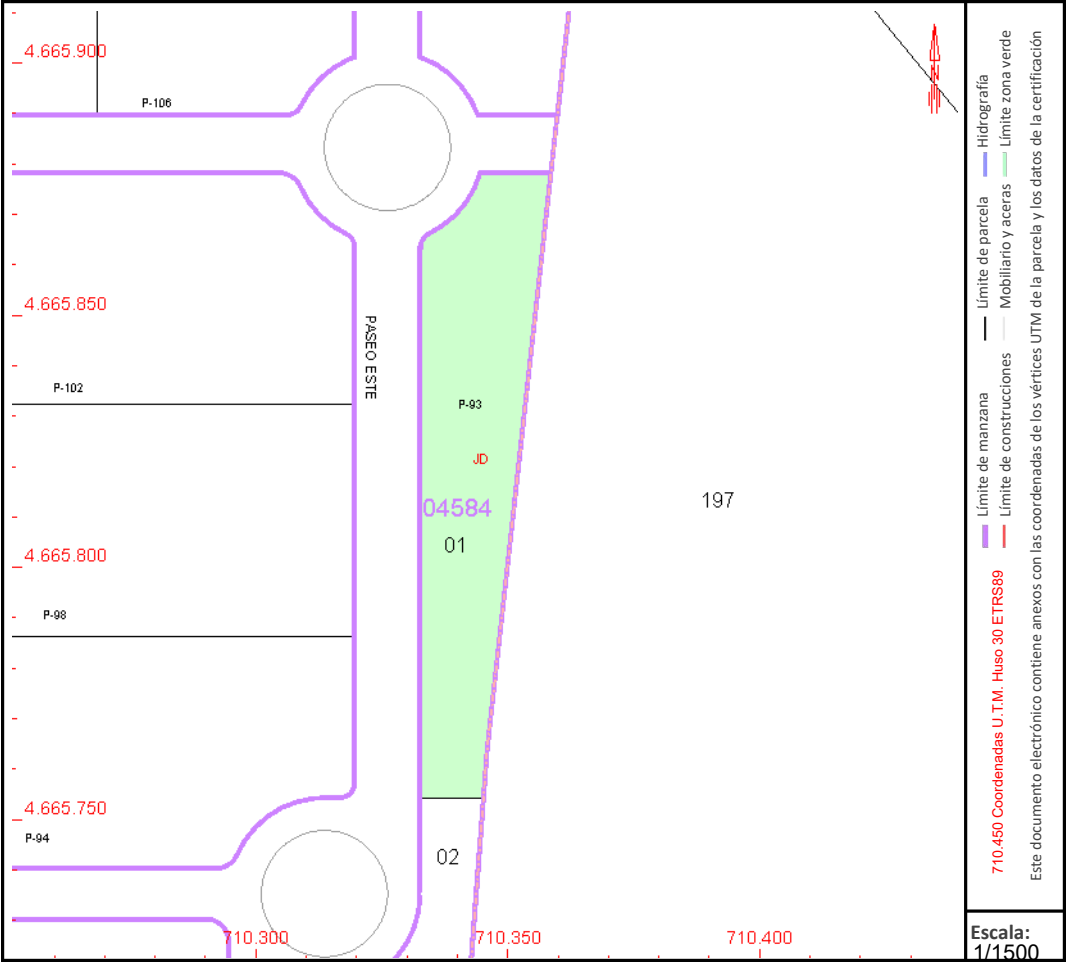 4.665.900
P-106
4.665.850
PASEO ESTE
P-102
P-93
JD
04584
197
01
4.665.800
P-98
4.665.750
P-94
02
710.300
710.350
710.400
N
Límite de manzana
Límite de parcela
Hidrografía
Límite de construcciones
Mobiliario y aceras
Límite zona verde
710.450 Coordenadas U.T.M. Huso 30 ETRS89
Este documento electrónico contiene anexos con las coordenadas de los vértices UTM de la parcela y los datos de la certificación
Escala:
1/1500